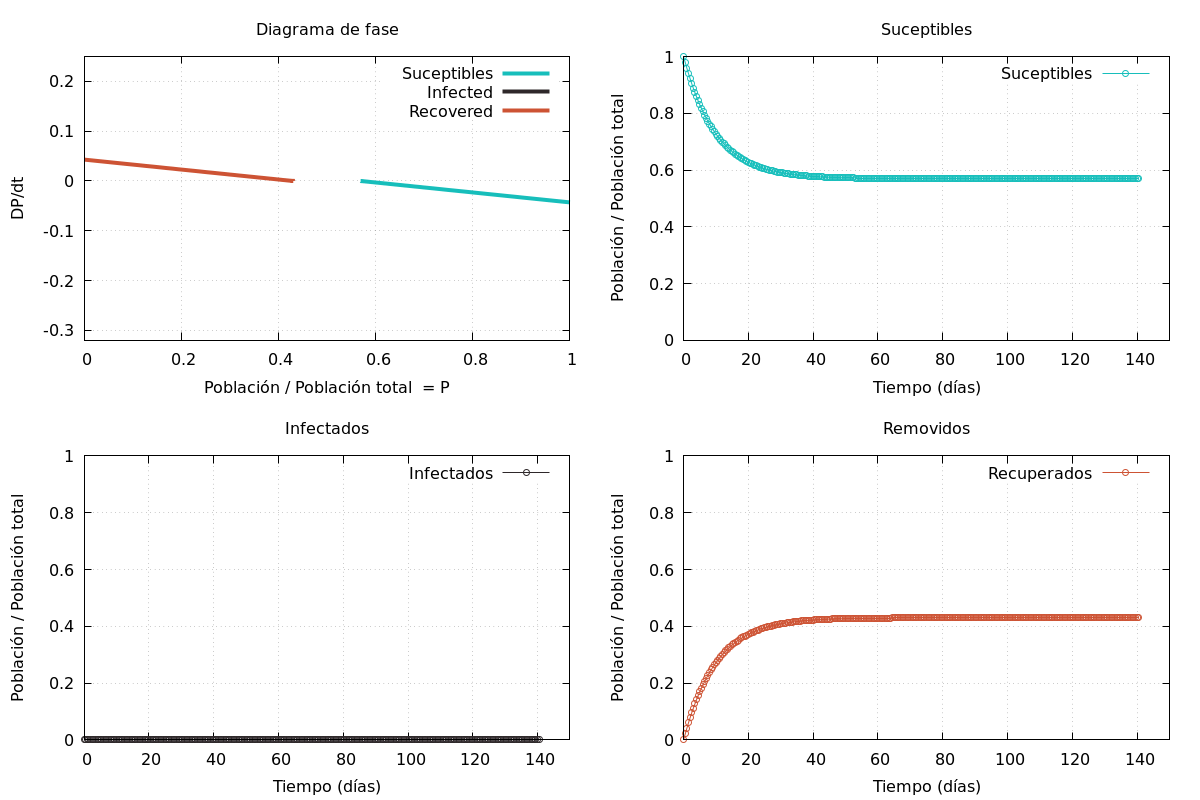 Diagrama de fase
Suceptibles
Infected
Recovered
0.2
0.1
0
-0.1
-0.2
-0.3
DP/dt
0 0.2 0.4 0.6 0.8 1
Población / Población total = P
Suceptibles
Suceptibles
1
0.8
0.6
0.4
0.2
0
Población / Población total
0 20 40 60 80 100 120 140
Tiempo (días)
Infectados
Infectados
1
0.8
0.6
0.4
0.2
0
Población / Población total
0 20 40 60 80 100 120 140
Tiempo (días)
Removidos
Recuperados
1
0.8
0.6
0.4
0.2
0
Población / Población total
0 20 40 60 80 100 120 140
Tiempo (días)